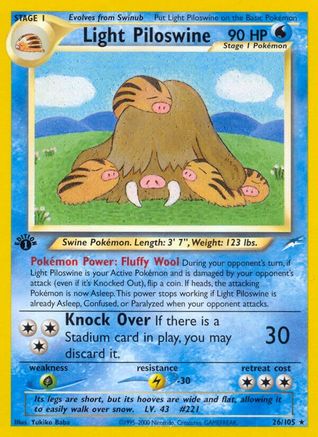 STAGE 1 Evolves from Swinub Put Light Piloswine on the Basic Pokémon
Light Piloswine 90 HP
Stage 1 Pokémon
EDITION
1
Swine Pokémon. Length: 3' 7", Weight: 123 lbs.
Pokémon Power: Fluffy Wool During your opponent's turn, if
Light Piloswine is your Active Pokémon and is damaged by your opponent's
attack (even if it's Knocked Out), flip a coin. If heads, the attacking
Pokémon is now Asleep. This power stops working if Light Piloswine is
already Asleep, Confused, or Paralyzed when your opponent attacks.
Knock Over If there is a
Stadium card in play, you may
discard it.
30
weakness resistance retreat cost
-30
Its legs are short, but its hooves are wide and flat, allowing it
to walk on snow without slipping. LV. 43 #221
Illus. Yukiko Baba ©1995-2000 Nintendo, Creatures, GAMEFREAK. 26/105 ★